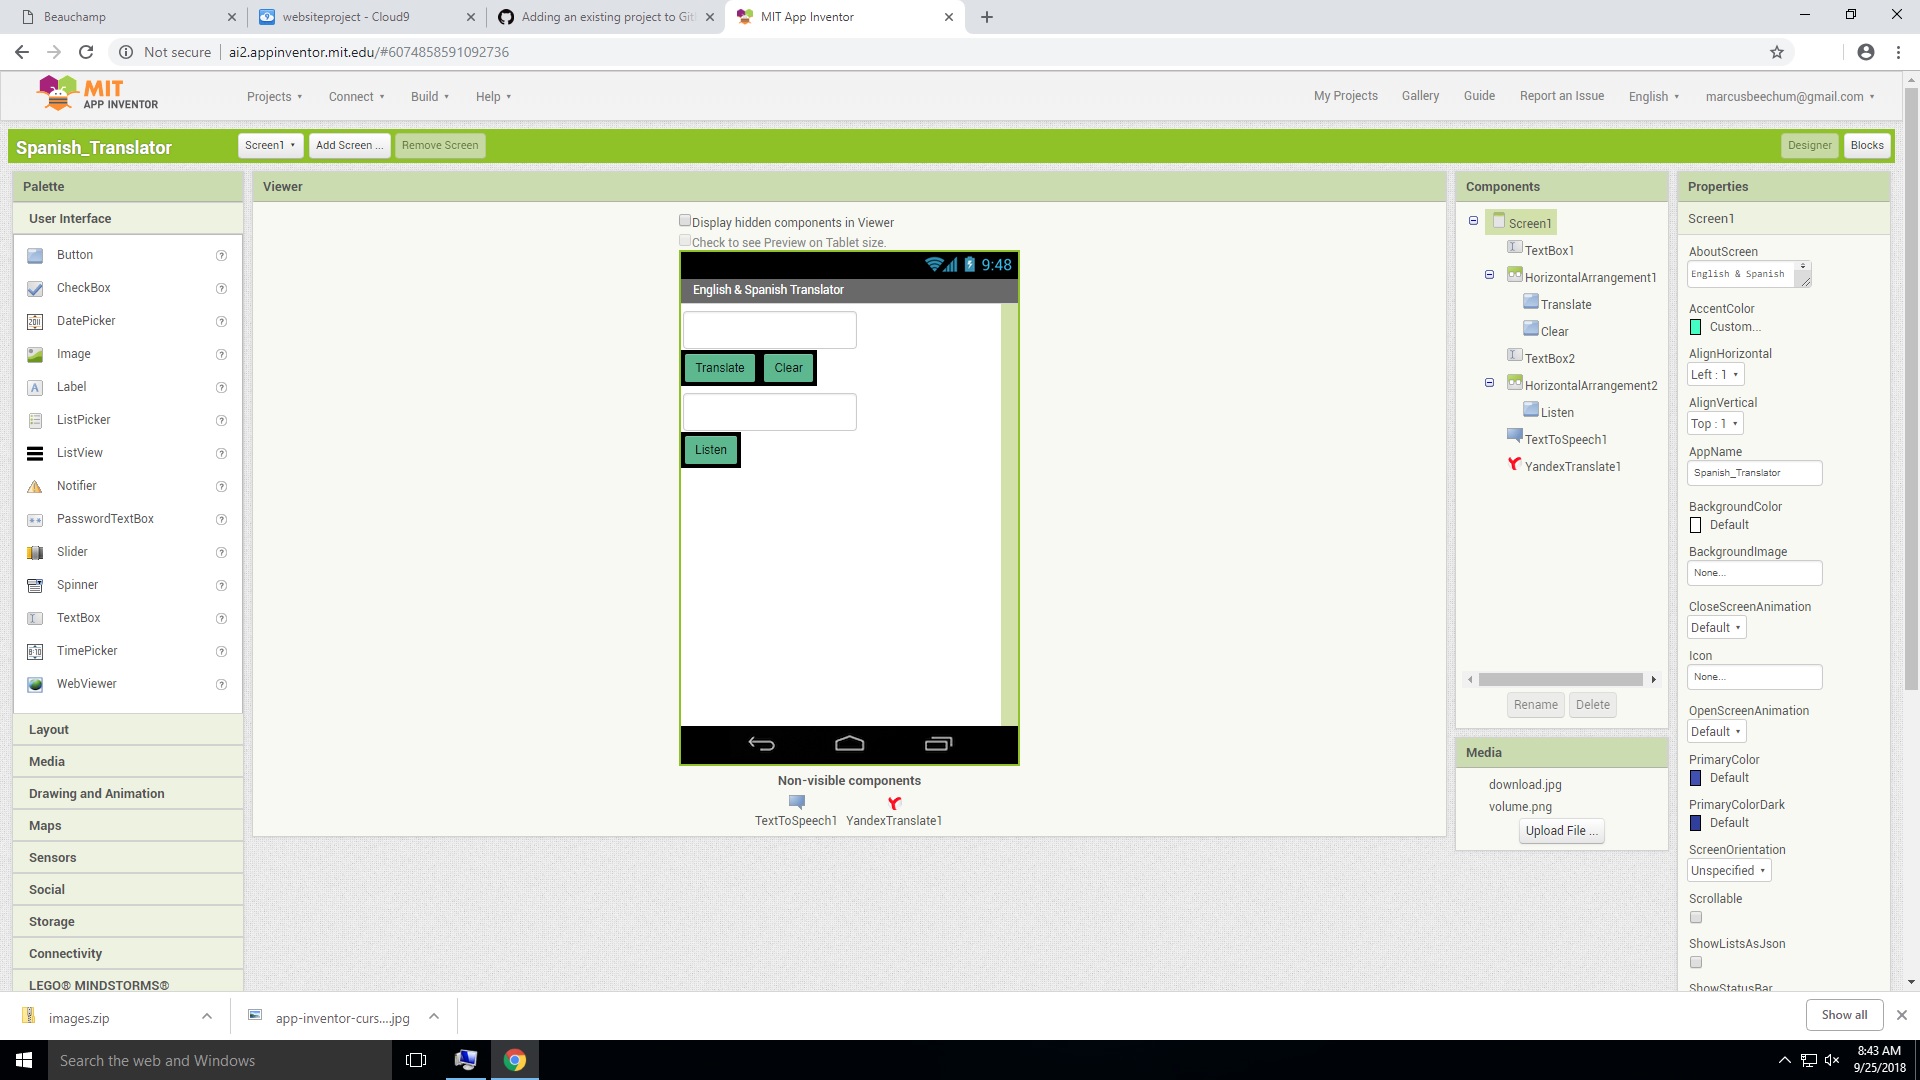 Beauchamp
websiteproject - Cloud9
Adding an existing project to Git
MIT App Inventor
Not secure
ai2.appinventor.mit.edu/#6074858591092736
MIT
APP INVENTOR
Projects
Connect
Build
Help
My Projects
Gallery
Guide
Report an Issue
English
marcusbeechum@gmail.com
Spanish_Translator
Screen1
Add Screen ...
Remove Screen
Designer
Blocks
Palette
User Interface
Button
CheckBox
DatePicker
Image
Label
ListPicker
ListView
Notifier
PasswordTextBox
Slider
Spinner
TextBox
TimePicker
WebViewer
Layout
Media
Drawing and Animation
Maps
Sensors
Social
Storage
Connectivity
LEGO® MINDSTORMS®
Viewer
Display hidden components in Viewer
Check to see Preview on Tablet size.
9:48
English & Spanish Translator
Translate
Clear
Listen
Non-visible components
TextToSpeech1
YandexTranslate1
Components
Screen1
TextBox1
HorizontalArrangement1
Translate
Clear
TextBox2
HorizontalArrangement2
Listen
TextToSpeech1
YandexTranslate1
Rename
Delete
Media
download.jpg
volume.png
Upload File ...
Properties
Screen1
AboutScreen
English & Spanish
AccentColor
Custom...
AlignHorizontal
Left : 1
AlignVertical
Top : 1
AppName
Spanish_Translator
BackgroundColor
Default
BackgroundImage
None...
CloseScreenAnimation
Default
Icon
None...
OpenScreenAnimation
Default
PrimaryColor
Default
PrimaryColorDark
Default
ScreenOrientation
Unspecified
Scrollable
ShowListsAsJson
ShowStatusBar
images.zip
app-inventor-curs....jpg
Show all
Search the web and Windows
8:43 AM
9/25/2018